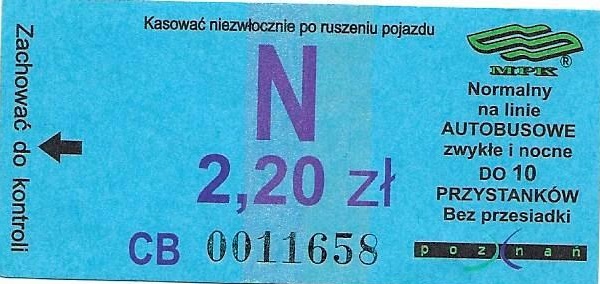 Kasować niezwłocznie po ruszeniu pojazdu
Zachować do kontroli
N
2,20 zł
CB 0011658
MPK ®
Normalny
na linie
AUTOBUSOWE
zwykłe i nocne
DO 10
PRZYSTANKÓW
Bez przesiadki
poznań